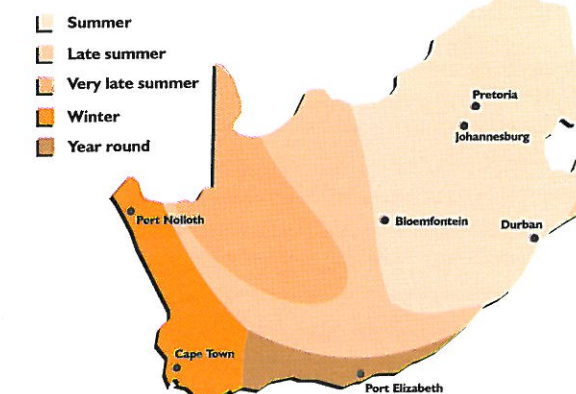 Summer
Late summer
Very late summer
Winter
Year round
Pretoria
Johannesburg
Port Nolloth
Bloemfontein
Durban
Cape Town
Port Elizabeth